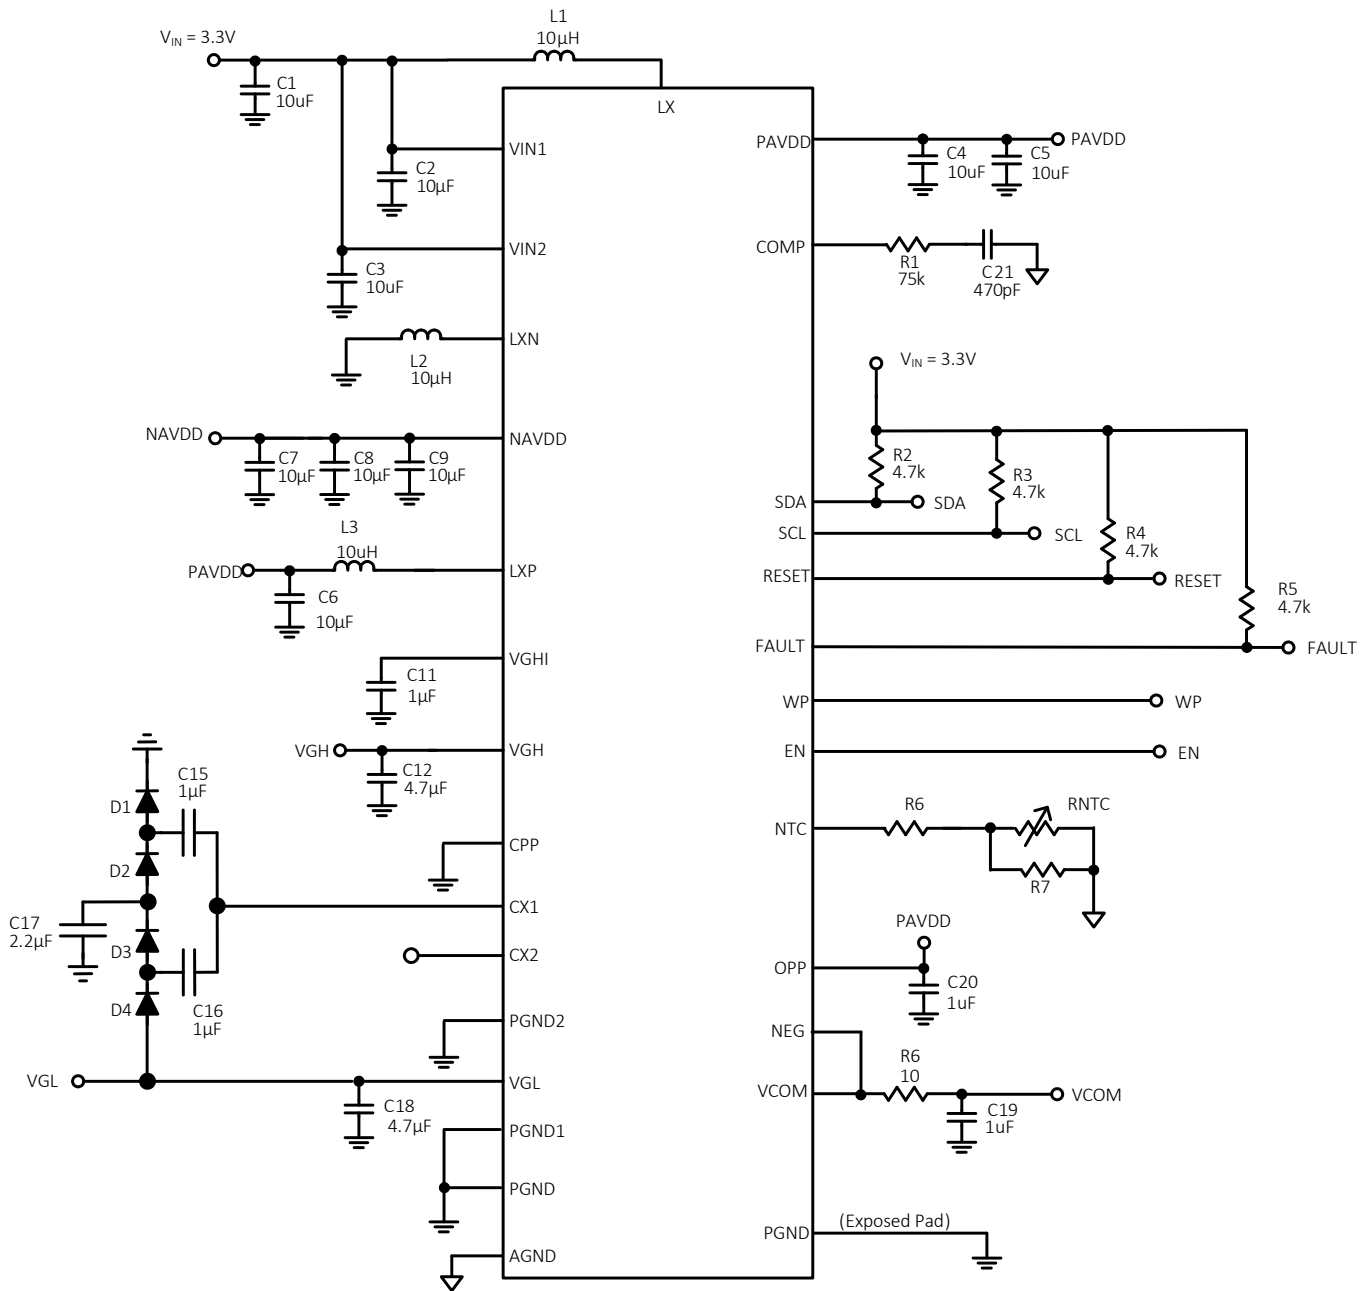 V_IN = 3.3V
L1
10µH
C1
10uF
LX
VIN1
C2
10µF
VIN2
C3
10uF
LXN
L2
10µH
NAVDD
NAVDD
C7
10µF
C8
10µF
C9
10µF
L3
10uH
PAVDD
LXP
C6
10µF
VGHI
C11
1µF
VGH
VGH
C12
4.7µF
C15
1µF
D1
D2
CPP
C17
2.2µF
CX1
D3
CX2
D4
C16
1µF
PGND2
VGL
VGL
C18
4.7µF
PGND1
PGND
AGND
PAVDD
PAVDD
C4
10uF
C5
10uF
COMP
R1
75k
C21
470pF
V_IN = 3.3V
R2
4.7k
R3
4.7k
SDA
SDA
SCL
SCL
R4
4.7k
RESET
RESET
R5
4.7k
FAULT
FAULT
WP
WP
EN
EN
NTC
R6
RNTC
R7
PAVDD
OPP
C20
1uF
NEG
R6
10
VCOM
VCOM
C19
1uF
PGND
(Exposed Pad)